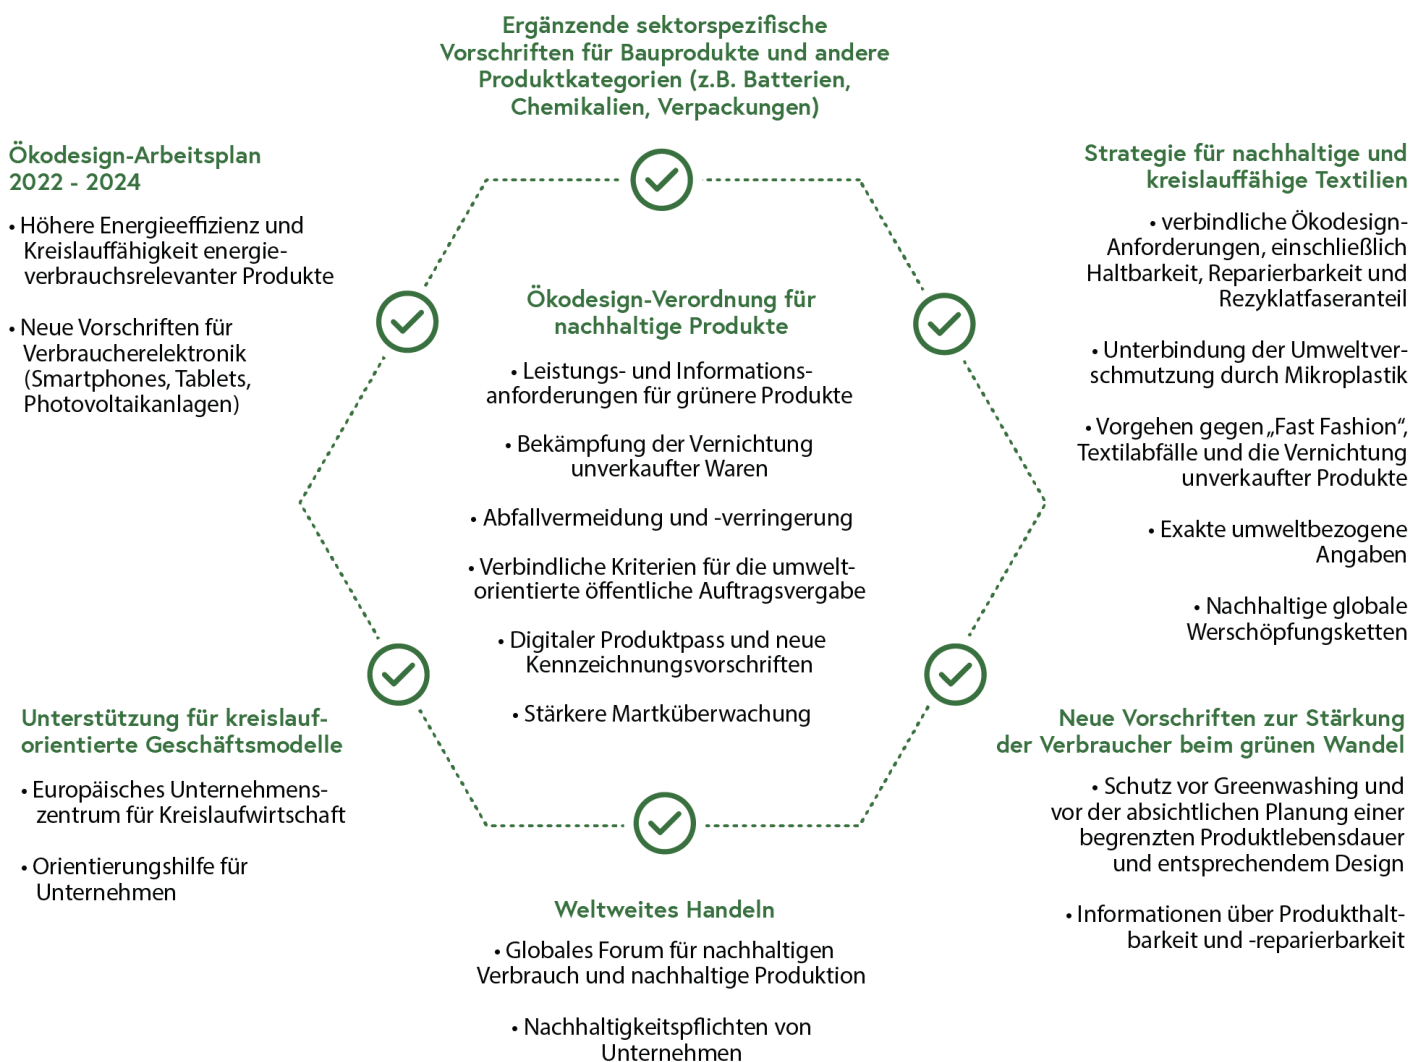 Ergänzende sektorspezifische
Vorschriften für Bauprodukte und andere
Produktkategorien (z.B. Batterien,
Chemikalien, Verpackungen)
Ökodesign-Arbeitsplan
2022 - 2024
• Höhere Energieeffizienz und
Kreislauffähigkeit energie-
verbrauchsrelevanter Produkte
• Neue Vorschriften für
Verbraucherelektronik
(Smartphones, Tablets,
Photovoltaikanlagen)
Strategie für nachhaltige und
kreislauffähige Textilien
• verbindliche Ökodesign-
Anforderungen, einschließlich
Haltbarkeit, Reparierbarkeit und
Rezyklatfaseranteil
• Unterbindung der Umweltver-
schmutzung durch Mikroplastik
• Vorgehen gegen „Fast Fashion“,
Textilabfälle und die Vernichtung
unverkaufter Produkte
• Exakte umweltbezogene
Angaben
• Nachhaltige globale
Werschöpfungsketten
Ökodesign-Verordnung für
nachhaltige Produkte
• Leistungs- und Informations-
anforderungen für grünere Produkte
• Bekämpfung der Vernichtung
unverkaufter Waren
• Abfallvermeidung und -verringerung
• Verbindliche Kriterien für die umwelt-
orientierte öffentliche Auftragsvergabe
• Digitaler Produktpass und neue
Kennzeichnungsvorschriften
• Stärkere Martküberwachung
Unterstützung für kreislauf-
orientierte Geschäftsmodelle
• Europäisches Unternehmens-
zentrum für Kreislaufwirtschaft
• Orientierungshilfe für
Unternehmen
Neue Vorschriften zur Stärkung
der Verbraucher beim grünen Wandel
• Schutz vor Greenwashing und
vor der absichtlichen Planung einer
begrenzten Produktlebensdauer
und entsprechendem Design
• Informationen über Produkthalt-
barkeit und -reparierbarkeit
Weltweites Handeln
• Globales Forum für nachhaltigen
Verbrauch und nachhaltige Produktion
• Nachhaltigkeitspflichten von
Unternehmen